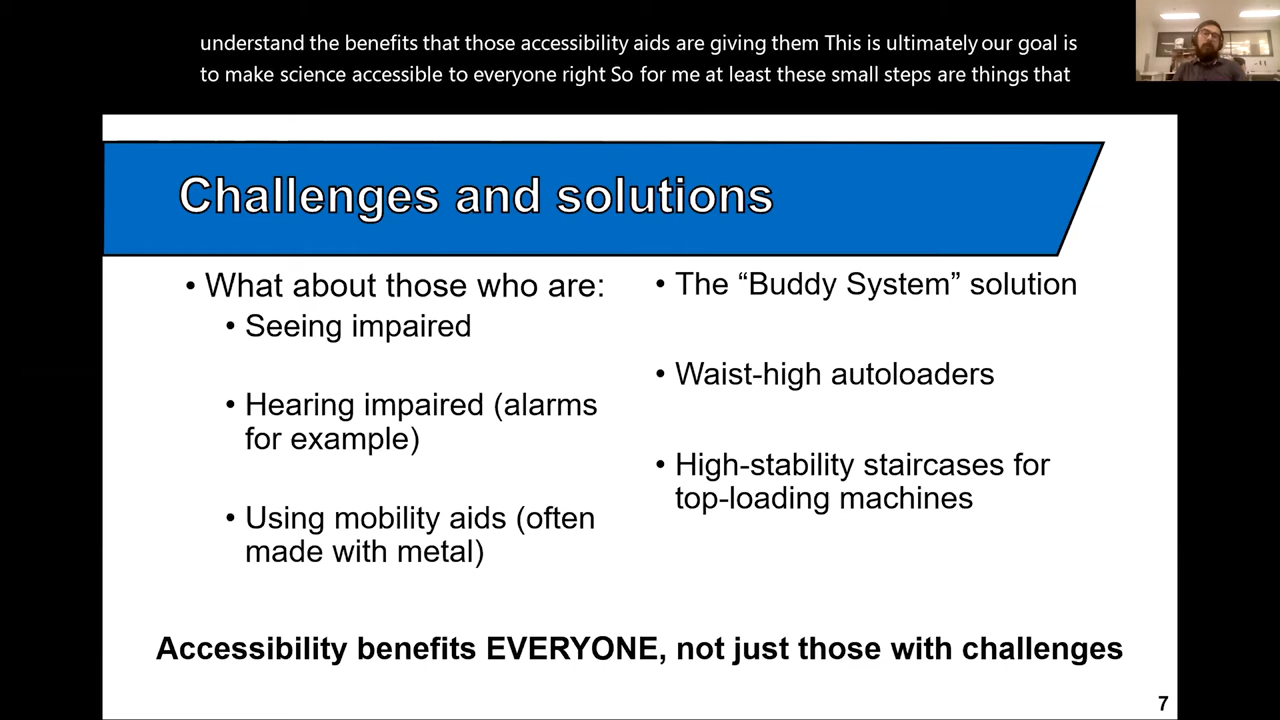 understand the benefits that those accessibility aids are giving them This is ultimately our goal is
to make science accessible to everyone right So for me at least these small steps are things that
Challenges and solutions
• What about those who are:
• Seeing impaired
• Hearing impaired (alarms
for example)
• Using mobility aids (often
made with metal)
• The “Buddy System” solution
• Waist-high autoloaders
• High-stability staircases for
top-loading machines
Accessibility benefits EVERYONE, not just those with challenges
7